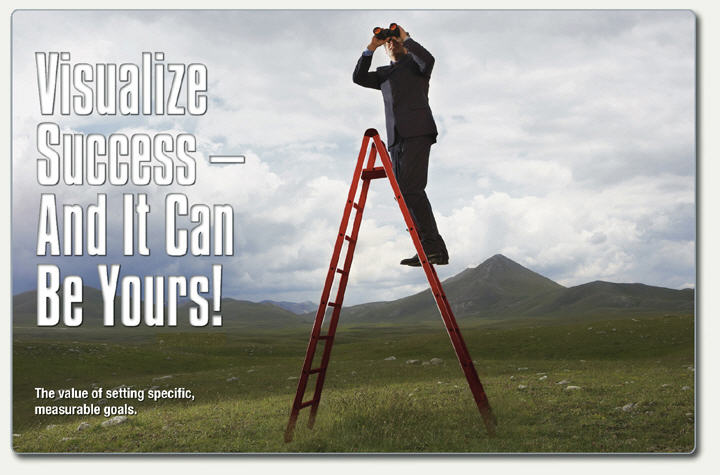 Visualize
Success –
And It Can
Be Yours!
The value of setting specific,
measurable goals.